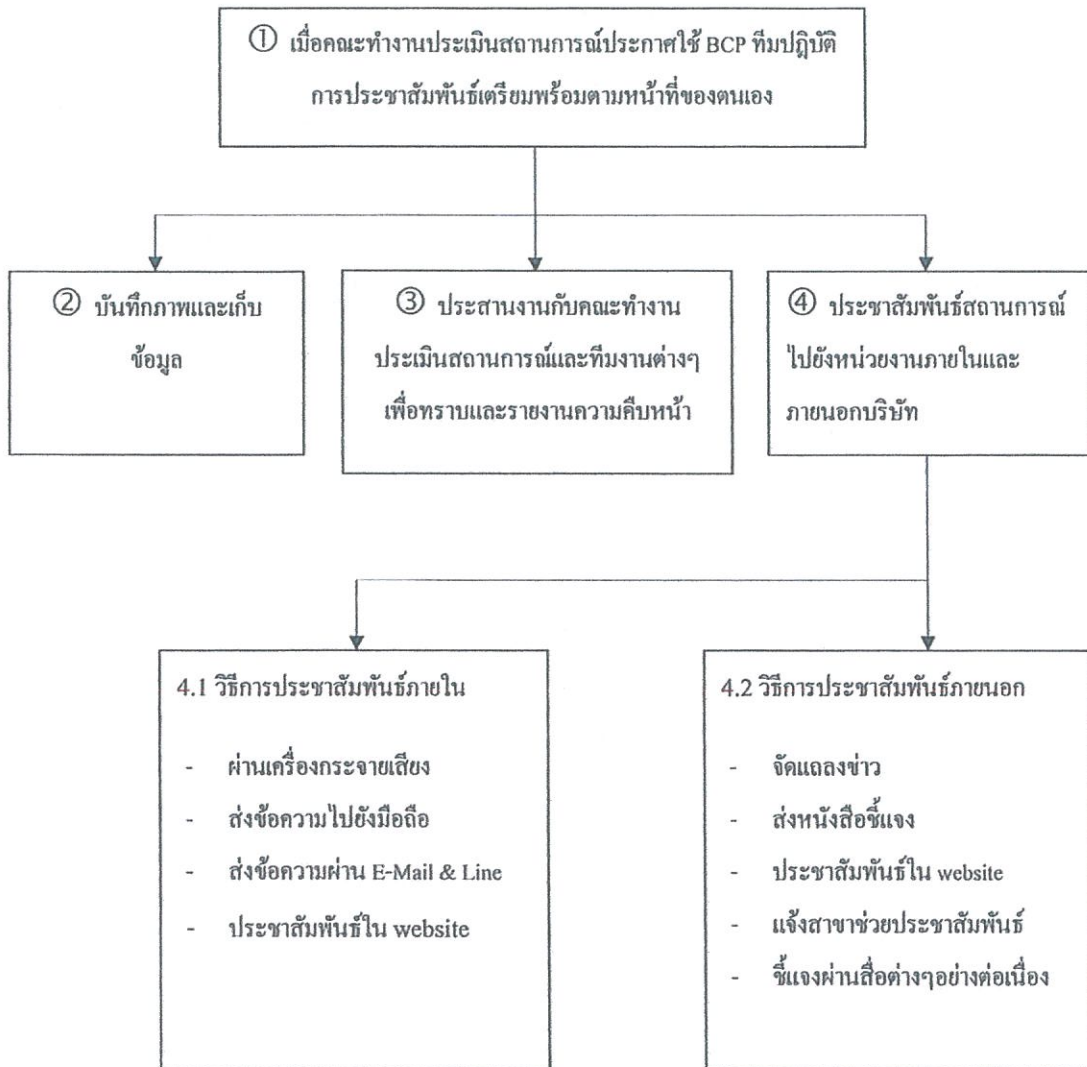 ① เมื่อคณะทำงานประเมินสถานการณ์ประกาศใช้ BCP ทีมปฏิบัติ
การประชาสัมพันธ์เตรียมพร้อมตามหน้าที่ของตนเอง
② บันทึกภาพและเก็บ
ข้อมูล
③ ประสานงานกับคณะทำงาน
ประเมินสถานการณ์และทีมงานต่างๆ
เพื่อทราบและรายงานความคืบหน้า
④ ประชาสัมพันธ์สถานการณ์
ไปยังหน่วยงานภายในและ
ภายนอกบริษัท
4.1 วิธีการประชาสัมพันธ์ภายใน
- ผ่านเครื่องกระจายเสียง
- ส่งข้อความไปยังมือถือ
- ส่งข้อความผ่าน E-Mail & Line
- ประชาสัมพันธ์ใน website
4.2 วิธีการประชาสัมพันธ์ภายนอก
- จัดแถลงข่าว
- ส่งหนังสือชี้แจง
- ประชาสัมพันธ์ใน website
- แจ้งสาขาช่วยประชาสัมพันธ์
- ชี้แจงผ่านสื่อต่างๆอย่างต่อเนื่อง